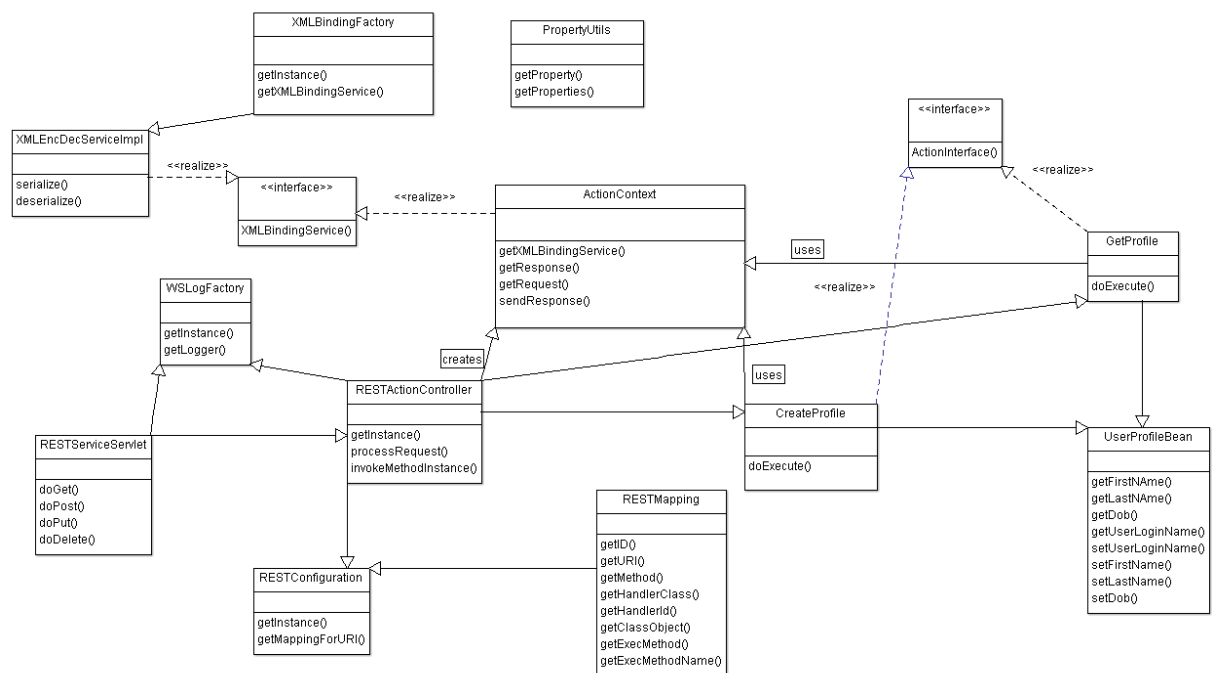 XMLBindingFactory
getInstance()
getXMLBindingService()
PropertyUtils
getProperty()
getProperties()
<<interface>>
ActionInterface()
XMLEncDecServiceImpl
serialize()
deserialize()
<<realize>>
<<interface>>
XMLBindingService()
<<realize>>
ActionContext
getXMLBindingService()
getResponse()
getRequest()
sendResponse()
<<realize>>
uses
<<realize>>
GetProfile
doExecute()
WSLogFactory
getInstance()
getLogger()
creates
uses
RESTActionController
getInstance()
processRequest()
invokeMethodInstance()
CreateProfile
doExecute()
RESTServiceServlet
doGet()
doPost()
doPut()
doDelete()
UserProfileBean
getFirstNAme()
getLastNAme()
getDob()
getUserLoginName()
setUserLoginName()
setFirstName()
setLastName()
setDob()
RESTMapping
getID()
getURI()
getMethod()
getHandlerClass()
getHandlerId()
getClassObject()
getExecMethod()
getExecMethodName()
RESTConfiguration
getInstance()
getMappingForURI()